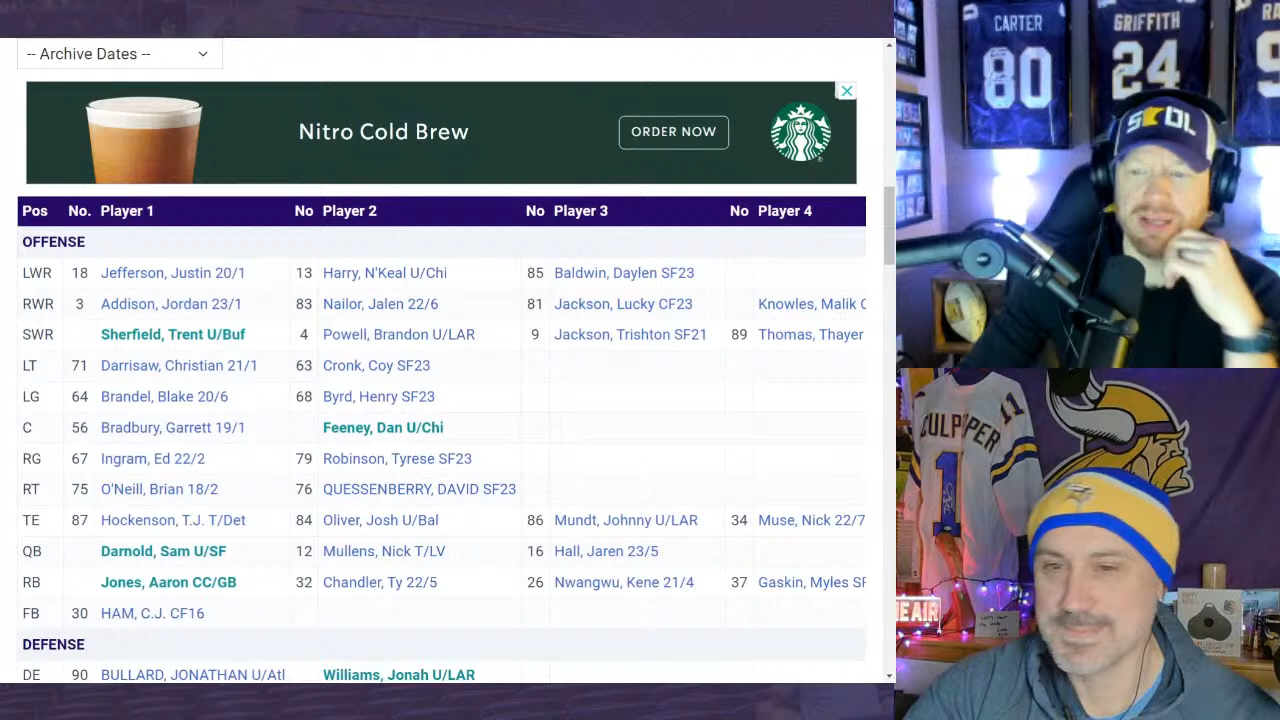 -- Archive Dates --
Nitro Cold Brew
ORDER NOW
Pos No. Player 1 No Player 2 No Player 3 No Player 4
OFFENSE
LWR 18 Jefferson, Justin 20/1 13 Harry, N'Keal U/Chi 85 Baldwin, Daylen SF23
RWR 3 Addison, Jordan 23/1 83 Nailor, Jalen 22/6 81 Jackson, Lucky CF23 Knowles, Malik C
SWR Sherfield, Trent U/Buf 4 Powell, Brandon U/LAR 9 Jackson, Trishton SF21 89 Thomas, Thayer
LT 71 Darrisaw, Christian 21/1 63 Cronk, Coy SF23
LG 64 Brandel, Blake 20/6 68 Byrd, Henry SF23
C 56 Bradbury, Garrett 19/1 Feeney, Dan U/Chi
RG 67 Ingram, Ed 22/2 79 Robinson, Tyrese SF23
RT 75 O'Neill, Brian 18/2 76 QUESSENBERRY, DAVID SF23
TE 87 Hockenson, T.J. T/Det 84 Oliver, Josh U/Bal 86 Mundt, Johnny U/LAR 34 Muse, Nick 22/7
QB Darnold, Sam U/SF 12 Mullens, Nick T/LV 16 Hall, Jaren 23/5
RB Jones, Aaron CC/GB 32 Chandler, Ty 22/5 26 Nwangwu, Kene 21/4 37 Gaskin, Myles SF
FB 30 HAM, C.J. CF16
DEFENSE
DE 90 BULLARD, JONATHAN U/Atl Williams, Jonah U/LAR
CARTER
80
GRIFFITH
24
SKOL
CULPEPPER
11
AIR